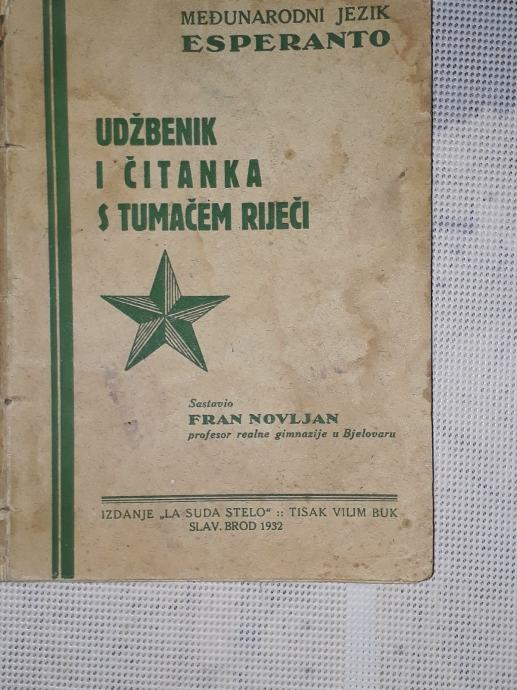 MEĐUNARODNI JEZIK
ESPERANTO
UDŽBENIK
I ČITANKA
S TUMAČEM RIJEČI
Sastavio
FRAN NOVLJAN
profesor realne gimnazije u Bjelovaru
IZDANJE „LA SUDA STELO“ :: TISAK VILIM BUK
SLAV. BROD 1932